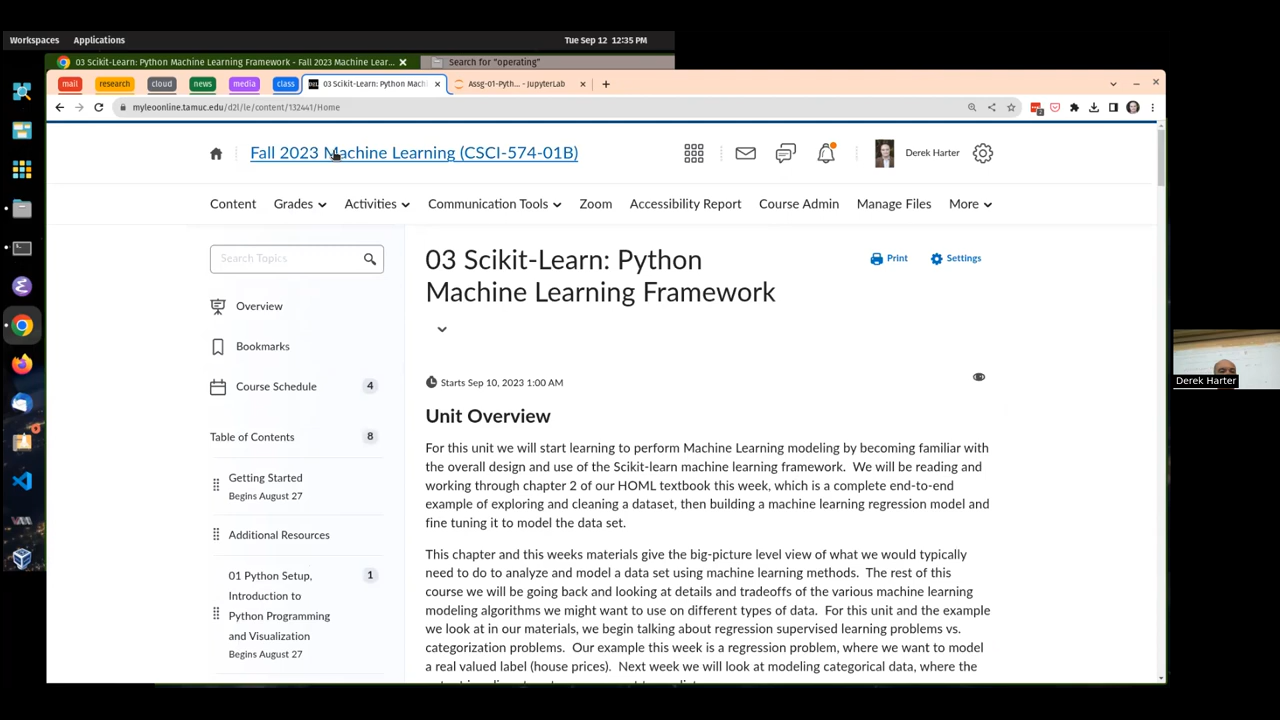 Workspaces
Applications
Tue Sep 12 12:35 PM
03 Scikit-Learn: Python Machine Learning Framework - Fall 2023 Machine Lear...
Search for "operating"
mail
research
cloud
news
media
class
03 Scikit-Learn: Python Machi
Assg-01-Pyth... - JupyterLab
myleoonline.tamuc.edu/d2l/le/content/132441/Home
Fall 2023 Machine Learning (CSCI-574-01B)
Derek Harter
Content
Grades
Activities
Communication Tools
Zoom
Accessibility Report
Course Admin
Manage Files
More
Search Topics
Overview
Bookmarks
Course Schedule 4
Table of Contents 8
Getting Started
Begins August 27
Additional Resources
01 Python Setup, 1
Introduction to
Python Programming
and Visualization
Begins August 27
03 Scikit-Learn: Python
Machine Learning Framework
Print
Settings
Starts Sep 10, 2023 1:00 AM
Unit Overview
For this unit we will start learning to perform Machine Learning modeling by becoming familiar with
the overall design and use of the Scikit-learn machine learning framework.  We will be reading and
working through chapter 2 of our HOML textbook this week, which is a complete end-to-end
example of exploring and cleaning a dataset, then building a machine learning regression model and
fine tuning it to model the data set.
This chapter and this weeks materials give the big-picture level view of what we would typically
need to do to analyze and model a data set using machine learning methods.  The rest of this
course we will be going back and looking at details and tradeoffs of the various machine learning
modeling algorithms we might want to use on different types of data.  For this unit and the example
we look at in our materials, we begin talking about regression supervised learning problems vs.
categorization problems.  Our example this week is a regression problem, where we want to model
a real valued label (house prices).  Next week we will look at modeling categorical data, where the
Derek Harter